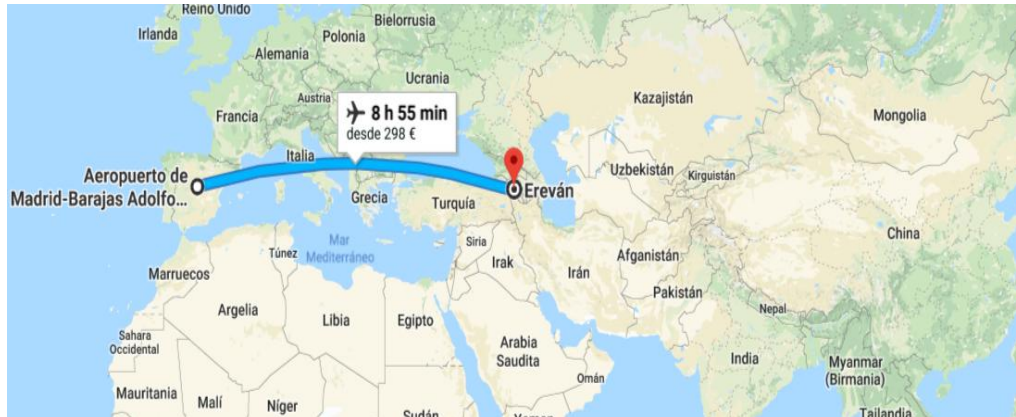 Reino Unido
Irlanda
Bielorrusia
Polonia
Alemania
Ucrania
Austria
Francia
8 h 55 min
desde 298 €
Italia
Kazajistán
Mongolia
Aeropuerto de
Madrid-Barajas Adolfo...
Ereván
Grecia
Turquía
Uzbekistán
Kirguistán
China
Mar
Mediterráneo
Túnez
Siria
Irak
Irán
Afganistán
Pakistán
Marruecos
Argelia
Libia
Egipto
Nepal
Sahara
Occidental
Arabia
Saudita
Omán
India
Myanmar
(Birmania)
Mauritania
Malí
Níger
Sudán
Yemen
Tailandia